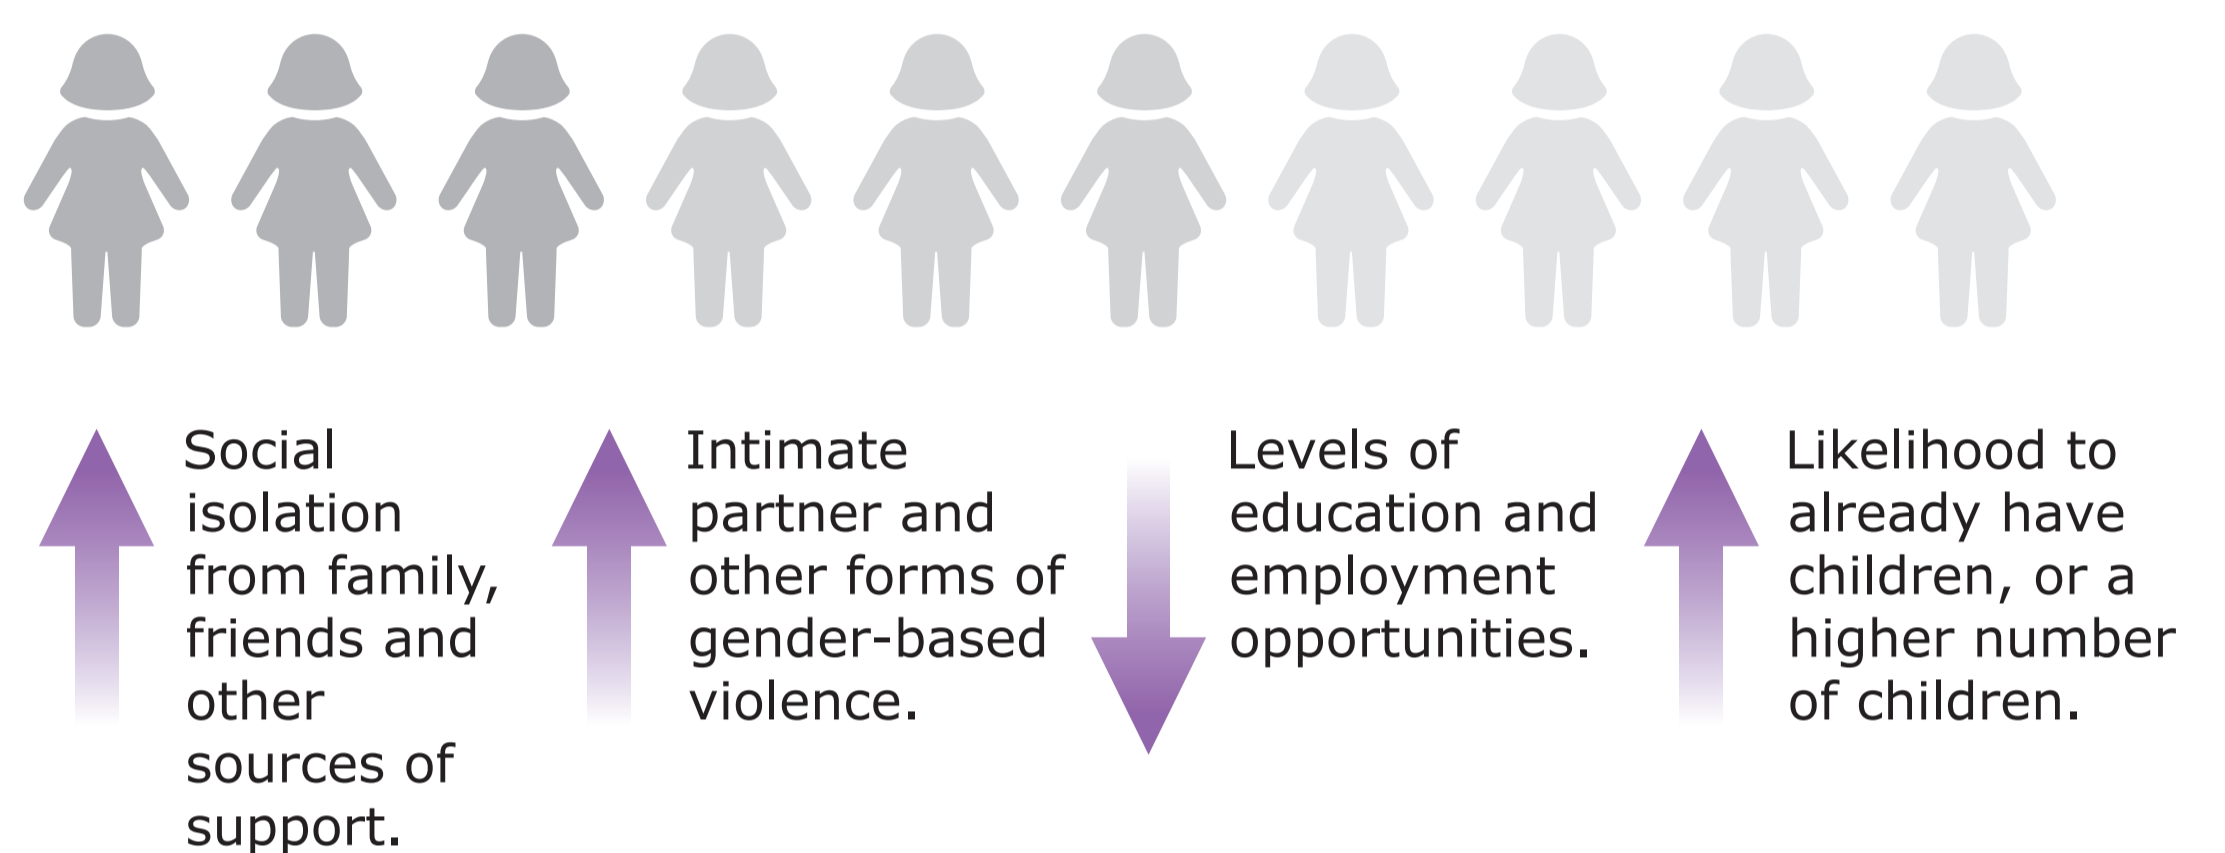 Social
isolation
from family,
friends and
other
sources of
support.
Intimate
partner and
other forms of
gender-based
violence.
Levels of
education and
employment
opportunities.
Likelihood to
already have
children, or a
higher number
of children.